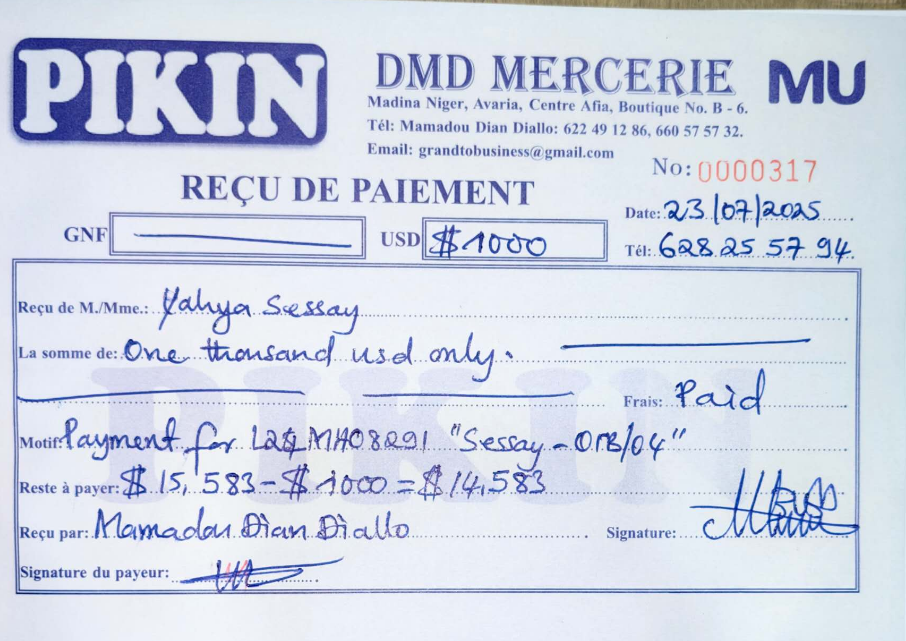 PIKIN
DMD MERCERIE
MU
Madina Niger, Avaria, Centre Afia, Boutique No. B - 6.
Tél: Mamadou Dian Diallo: 622 49 12 86, 660 57 57 32.
Email: grandtobusiness@gmail.com
No: 0000317
REÇU DE PAIEMENT
Date: 23/07/2025
GNF
USD $1000
Tél: 628 25 57 94
Reçu de M./Mme.: Yahya Sessay
La somme de: One thousand usd only.
Frais: Paid
Motif: Payment for MH08291 "Sessay - OTB/04"
Reste à payer: $15,583 - $1000 = $14,583
Reçu par: Mamadou Dian Diallo
Signature:
Signature du payeur:
PIKIN